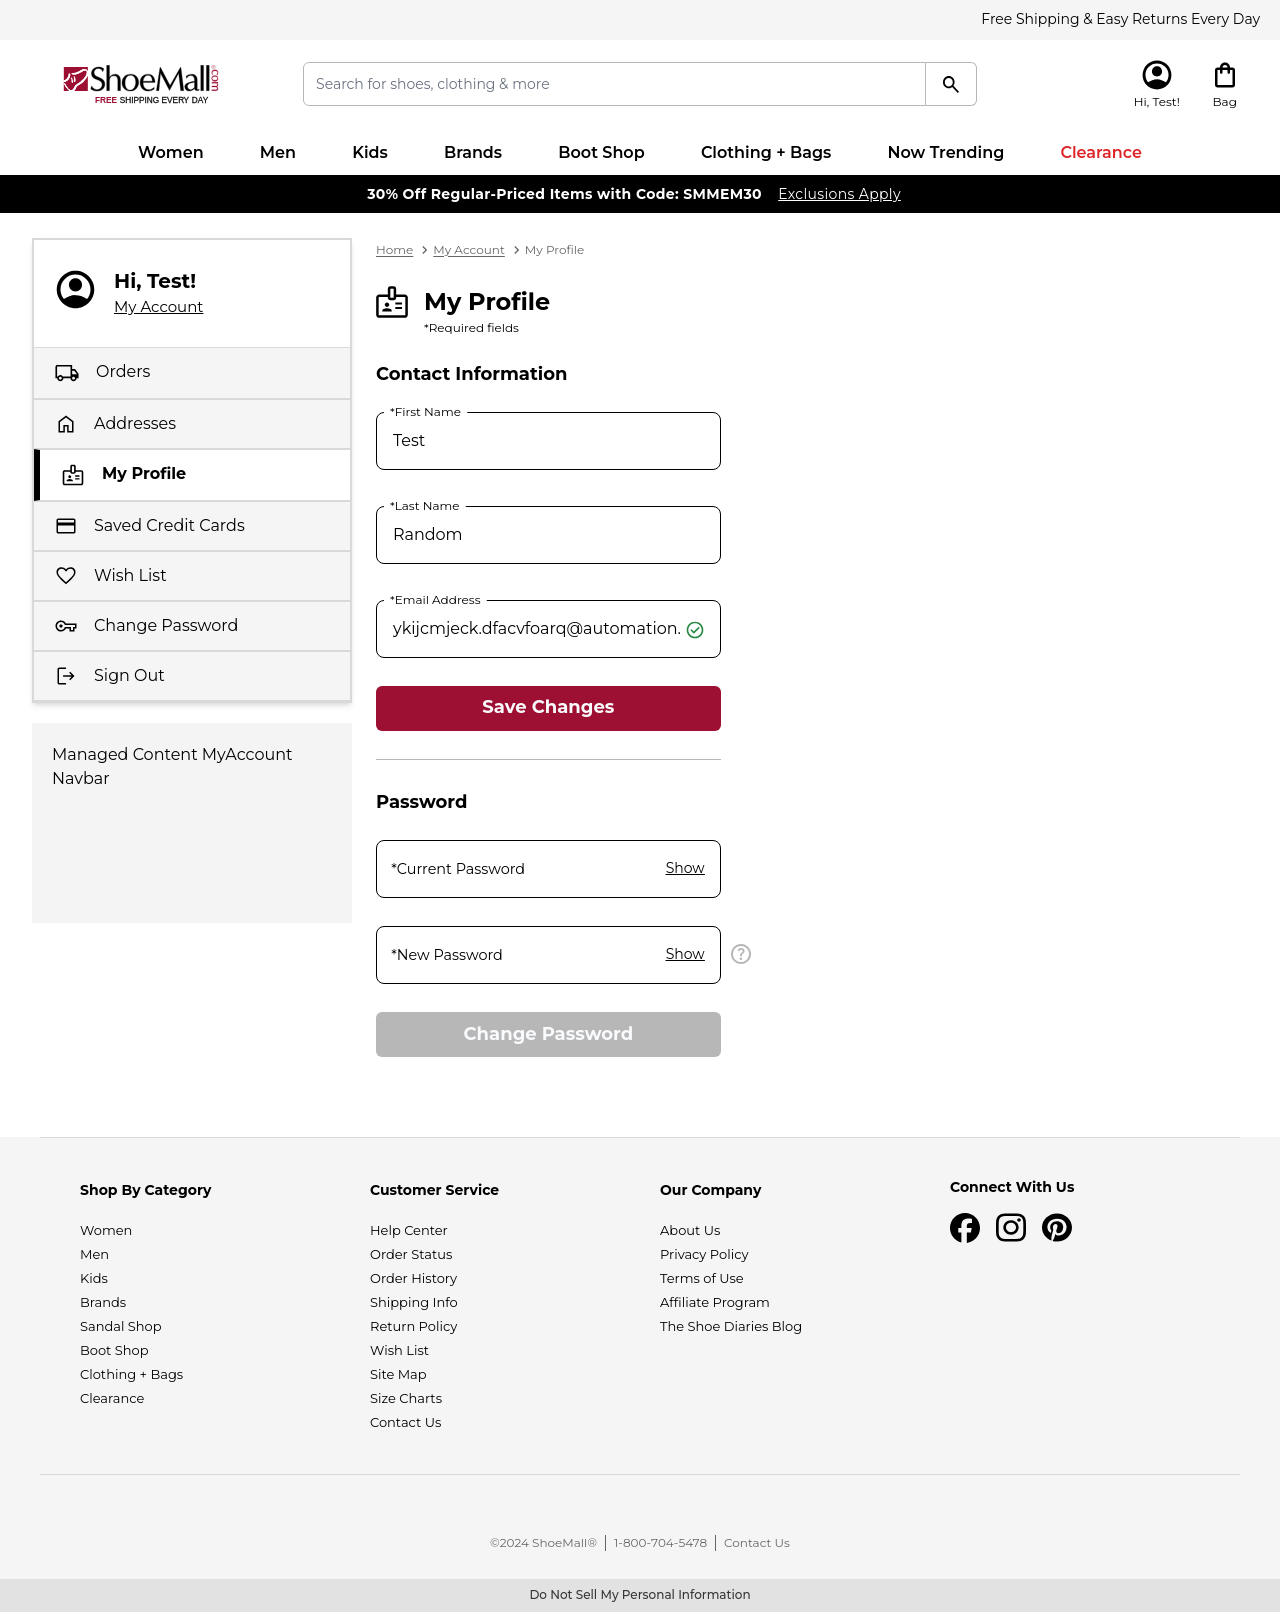 Free Shipping & Easy Returns Every Day
ShoeMall®.com
FREE SHIPPING EVERY DAY
Search for shoes, clothing & more
Hi, Test!
Bag
Women
Men
Kids
Brands
Boot Shop
Clothing + Bags
Now Trending
Clearance
30% Off Regular-Priced Items with Code: SMMEM30 Exclusions Apply
Hi, Test!
My Account
Orders
Addresses
My Profile
Saved Credit Cards
Wish List
Change Password
Sign Out
Managed Content MyAccount
Navbar
Home > My Account > My Profile
My Profile
*Required fields
Contact Information
*First Name
Test
*Last Name
Random
*Email Address
ykijcmjeck.dfacvfoarq@automation.
Save Changes
Password
*Current Password Show
*New Password Show
?
Change Password
Shop By Category
Women
Men
Kids
Brands
Sandal Shop
Boot Shop
Clothing + Bags
Clearance
Customer Service
Help Center
Order Status
Order History
Shipping Info
Return Policy
Wish List
Site Map
Size Charts
Contact Us
Our Company
About Us
Privacy Policy
Terms of Use
Affiliate Program
The Shoe Diaries Blog
Connect With Us
©2024 ShoeMall® | 1-800-704-5478 | Contact Us
Do Not Sell My Personal Information